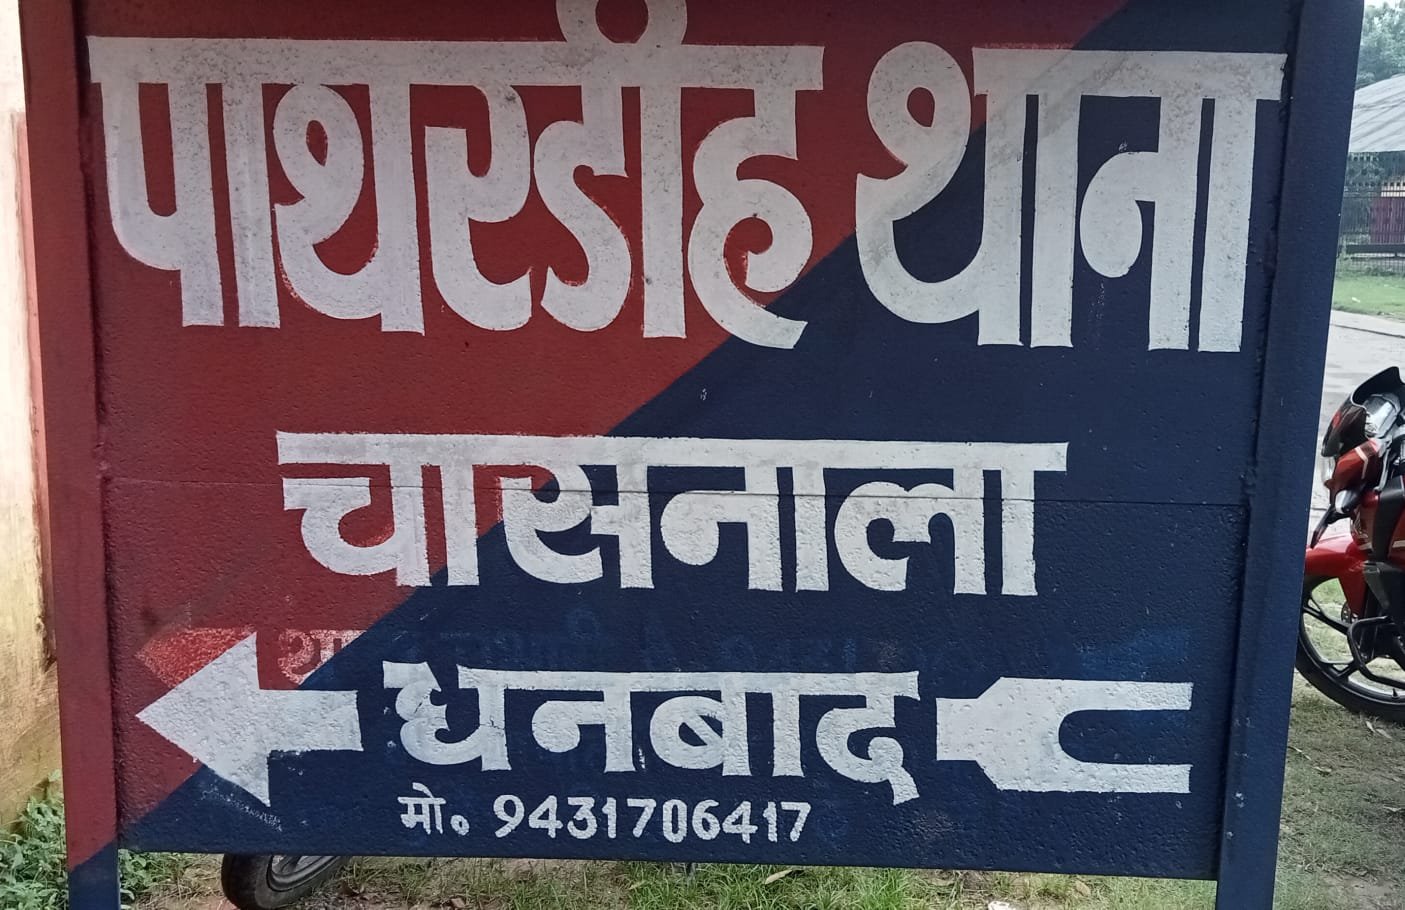 पाथरडीह थाना
चासनाला
धनबाद
मो० 9431706417